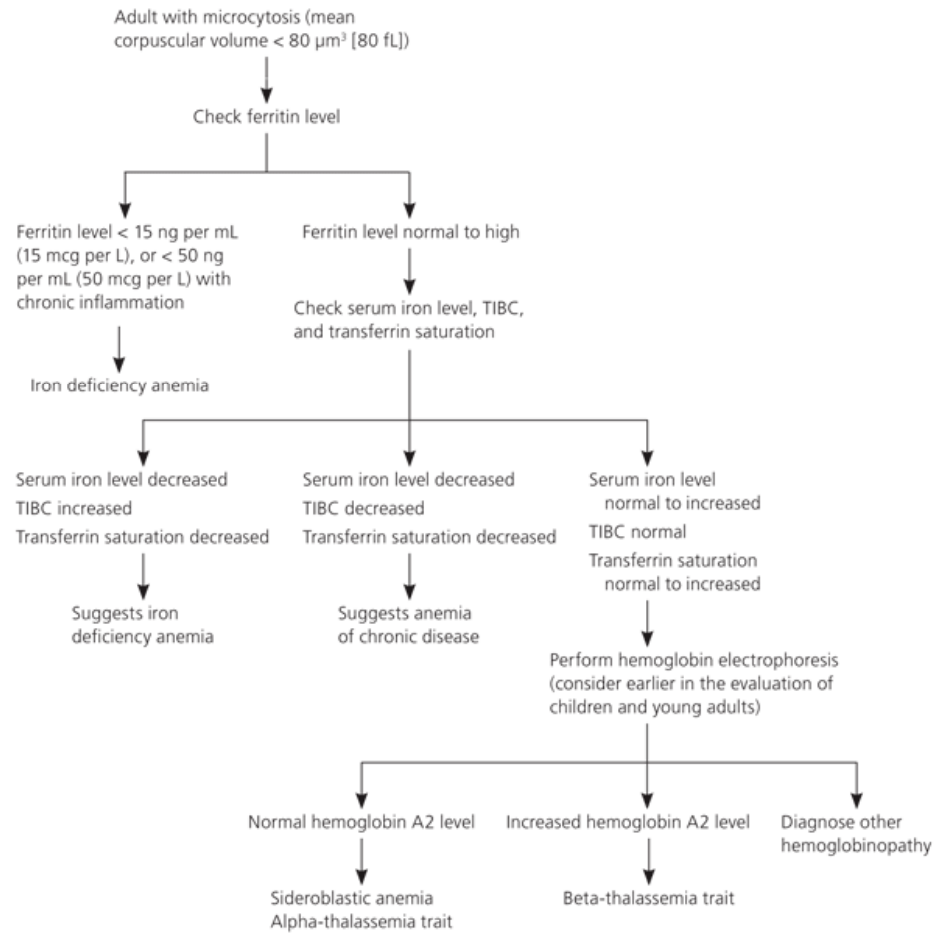 Adult with microcytosis (mean
corpuscular volume < 80 μm³ [80 fL])
Check ferritin level
Ferritin level < 15 ng per mL
(15 mcg per L), or < 50 ng
per mL (50 mcg per L) with
chronic inflammation
Ferritin level normal to high
Check serum iron level, TIBC,
and transferrin saturation
Iron deficiency anemia
Serum iron level decreased
TIBC increased
Transferrin saturation decreased
Serum iron level decreased
TIBC decreased
Transferrin saturation decreased
Serum iron level
normal to increased
TIBC normal
Transferrin saturation
normal to increased
Suggests iron
deficiency anemia
Suggests anemia
of chronic disease
Perform hemoglobin electrophoresis
(consider earlier in the evaluation of
children and young adults)
Normal hemoglobin A2 level
Increased hemoglobin A2 level
Diagnose other
hemoglobinopathy
Sideroblastic anemia
Alpha-thalassemia trait
Beta-thalassemia trait